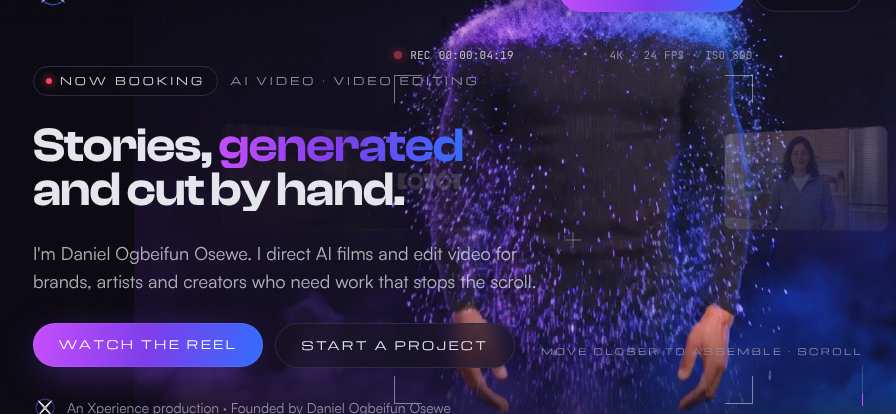 REC 00:00:04:19
4K · 24 FPS · ISO 800
NOW BOOKING
AI VIDEO · VIDEO EDITING
Stories, generated
and cut by hand.
I'm Daniel Ogbeifun Osewe. I direct AI films and edit video for
brands, artists and creators who need work that stops the scroll.
WATCH THE REEL
START A PROJECT
MOVE CLOSER TO ASSEMBLE · SCROLL
An Xperience production · Founded by Daniel Ogbeifun Osewe